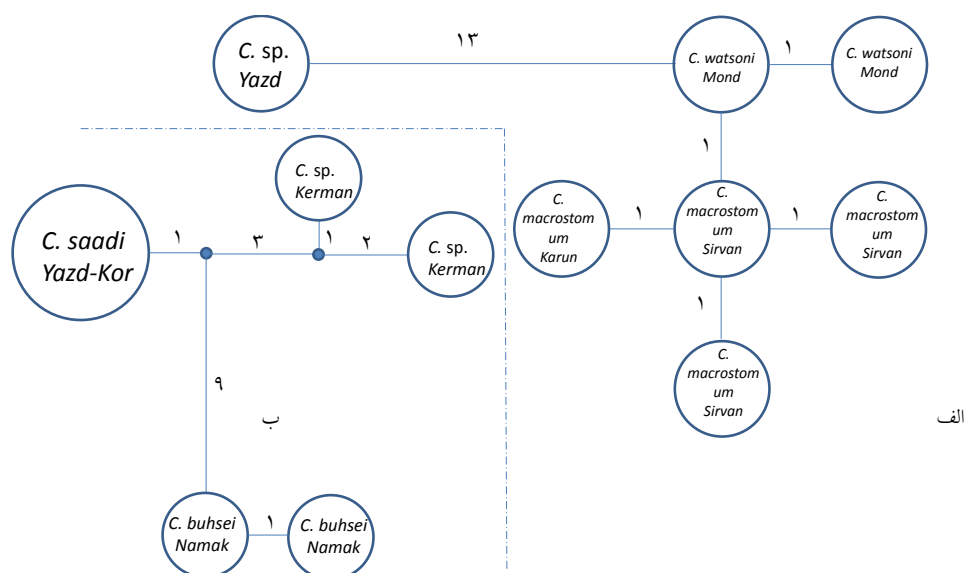 C. sp.
Yazd
۱۳
C. watsoni
Mond
۱
C. watsoni
Mond
۱
C. sp.
Kerman
C. saadi
Yazd-Kor
۱
۳
۱
۲
C. sp.
Kerman
C.
macrostom
um
Karun
۱
C.
macrostom
um
Sirvan
۱
C.
macrostom
um
Sirvan
۱
C.
macrostom
um
Sirvan
۹
ب
الف
C. buhsei
Namak
۱
C. buhsei
Namak